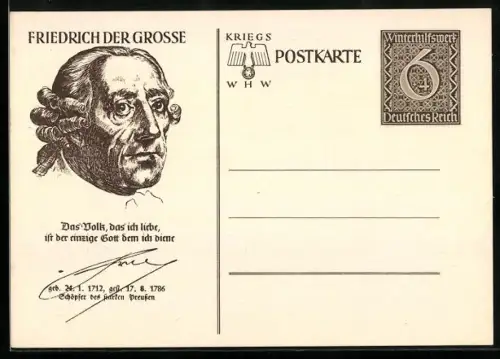 FRIEDRICH DER GROSSE
Das Volk, das ich liebe,
ist der einzige Gott dem ich diene
geb. 24. 1. 1712, gest. 17. 8. 1786
Schöpfer des starken Preußen
KRIEGS
POSTKARTE
W H W
Winterhilfswerk
6
Deutsches Reich